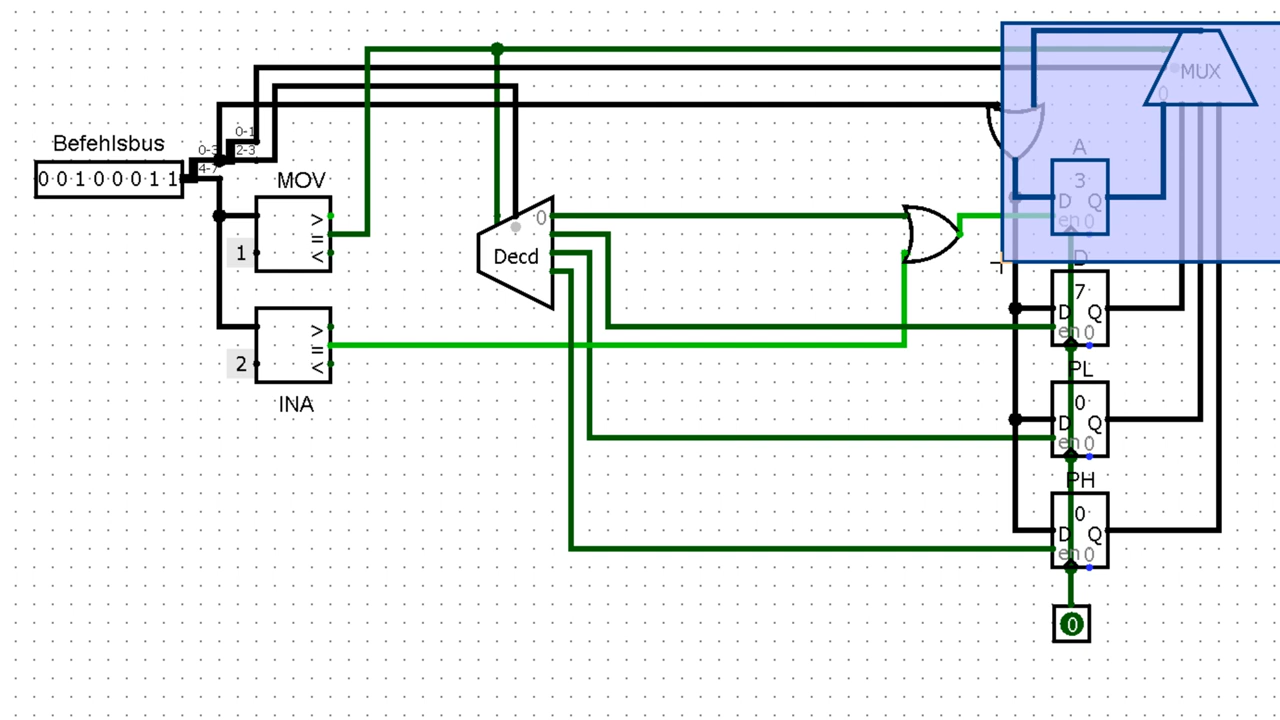 MUX
0
0-1
Befehlsbus
0-3
2-3
A
4-7
0 0 1 0 0 0 1 1
MOV
3
D Q
>
0
en 0
=
1
<
Decd
D
7
D Q
>
en 0
=
2
<
PL
INA
0
D Q
en 0
PH
0
D Q
en 0
0